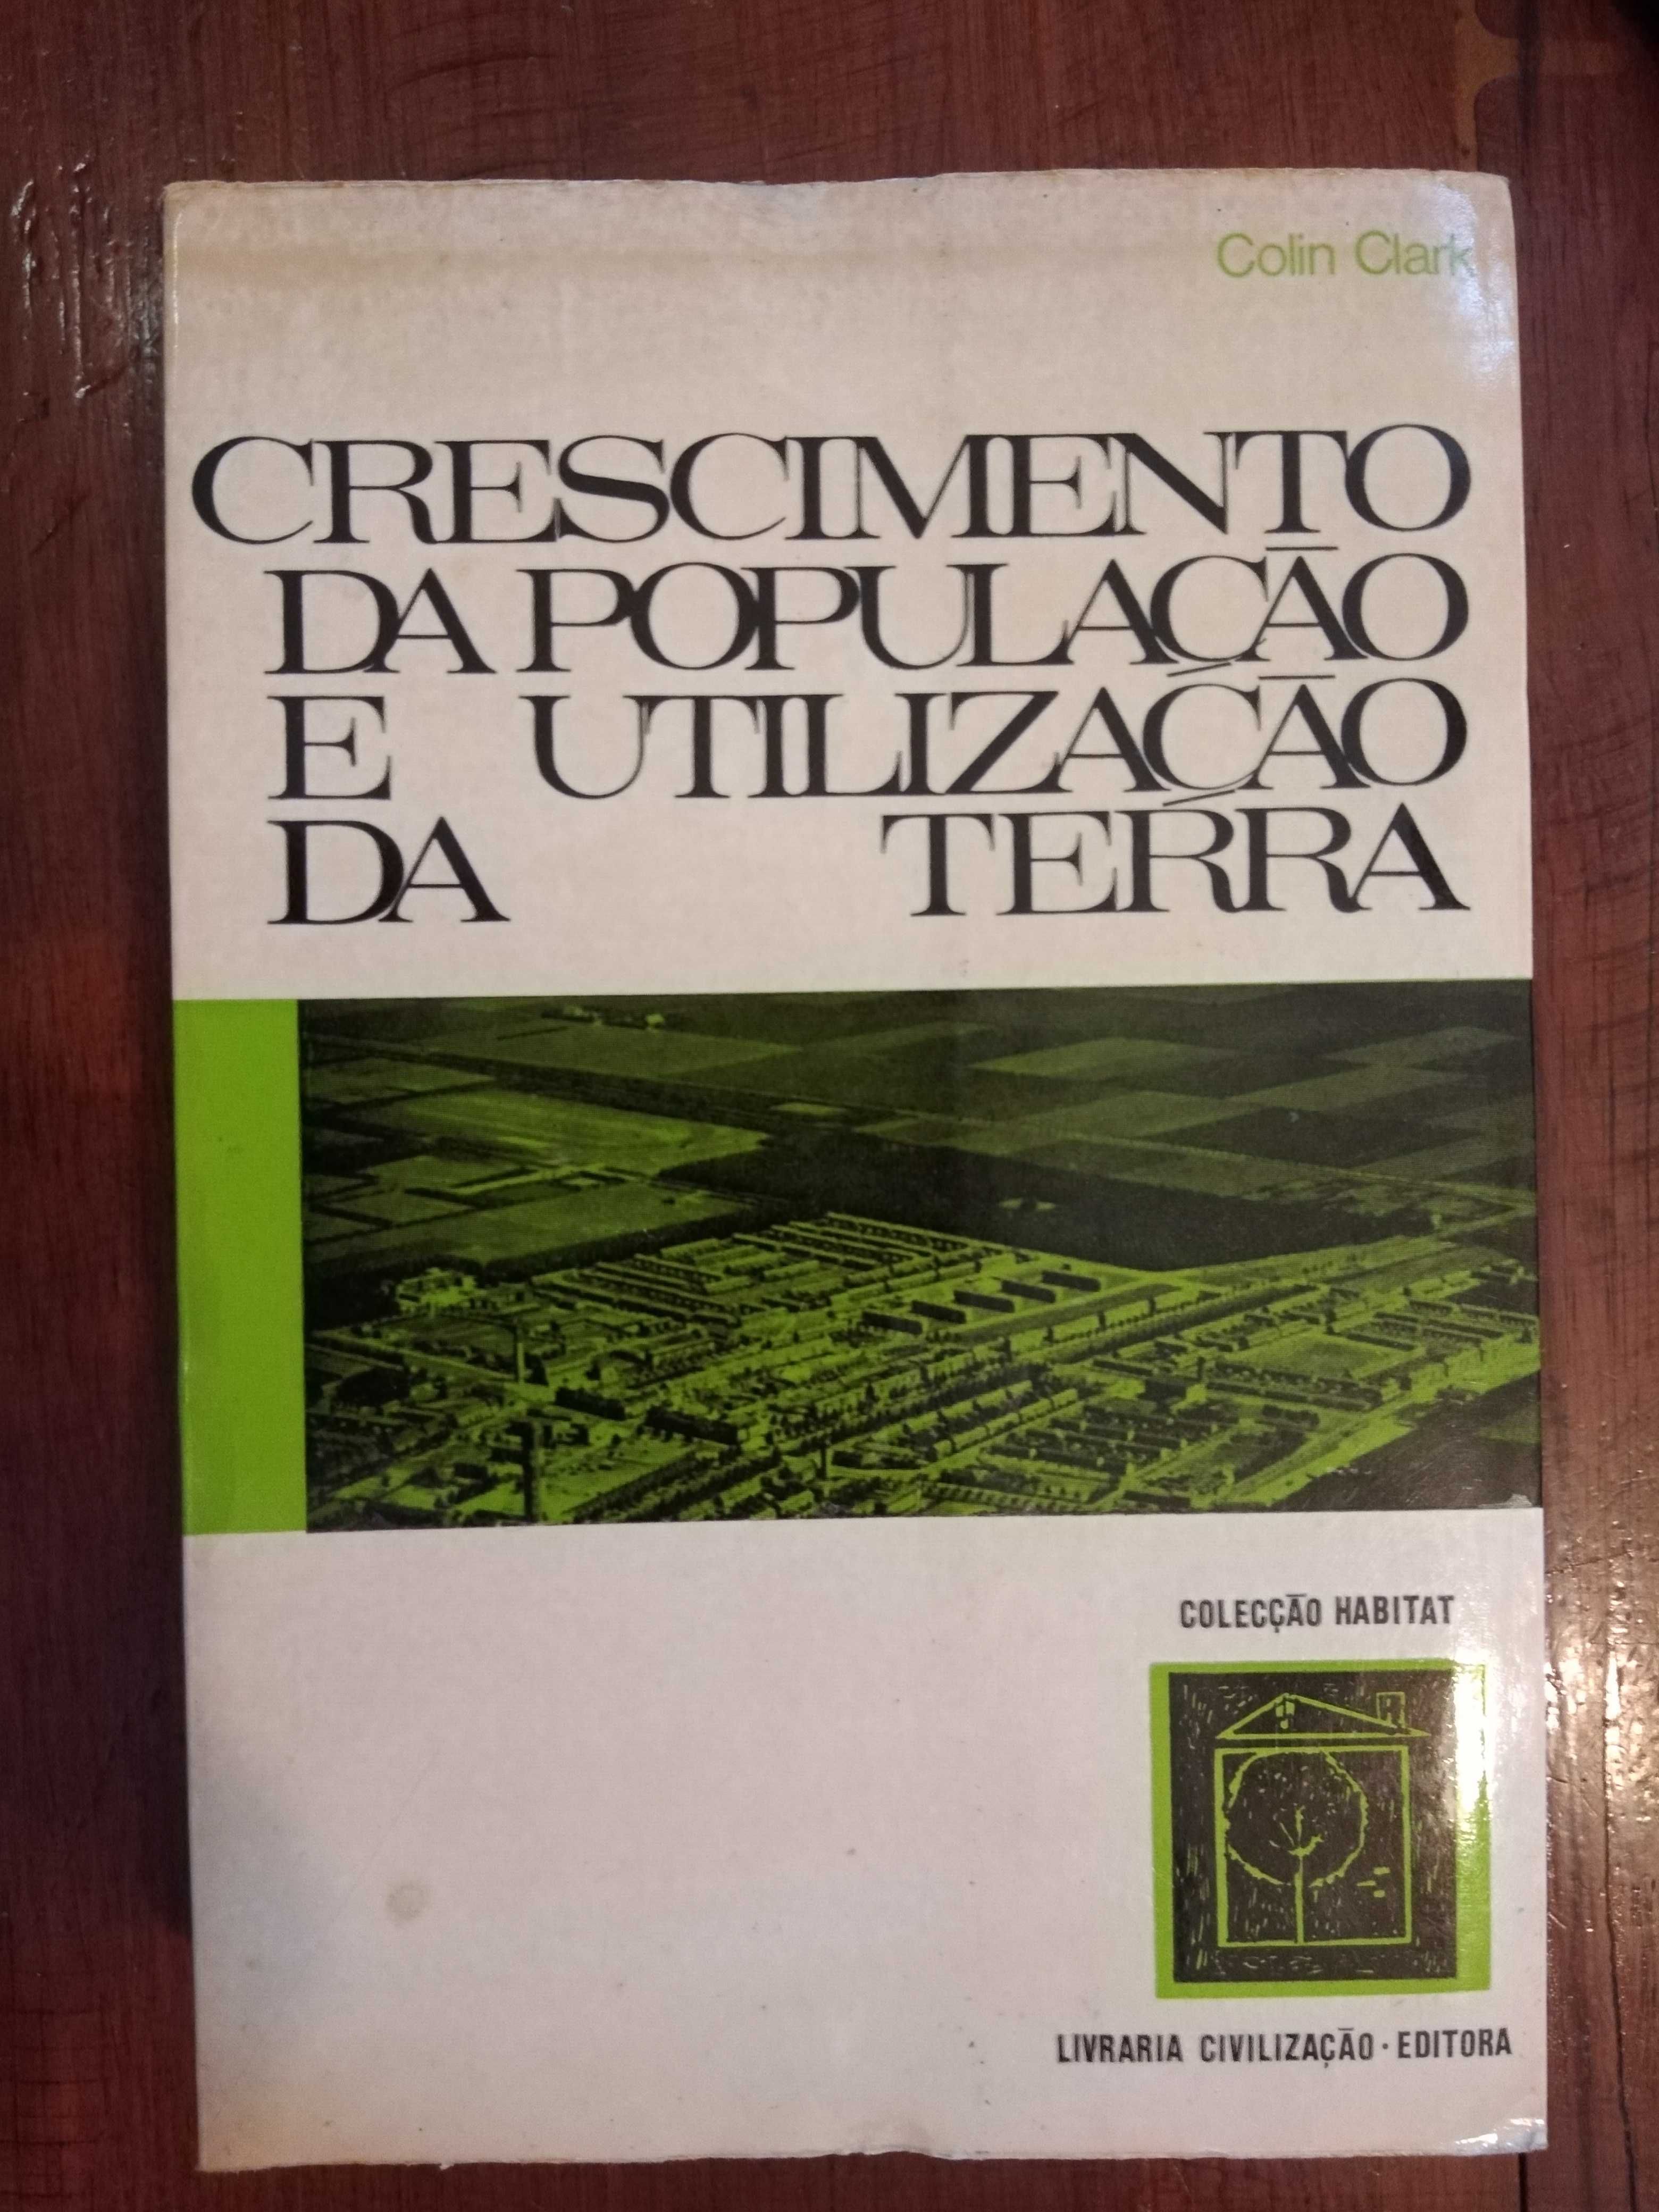 Colin Clark
CRESCIMENTO
DA POPULAÇÃO
E UTILIZAÇÃO
DA TERRA
COLECÇÃO HABITAT
LIVRARIA CIVILIZAÇÃO · EDITORA